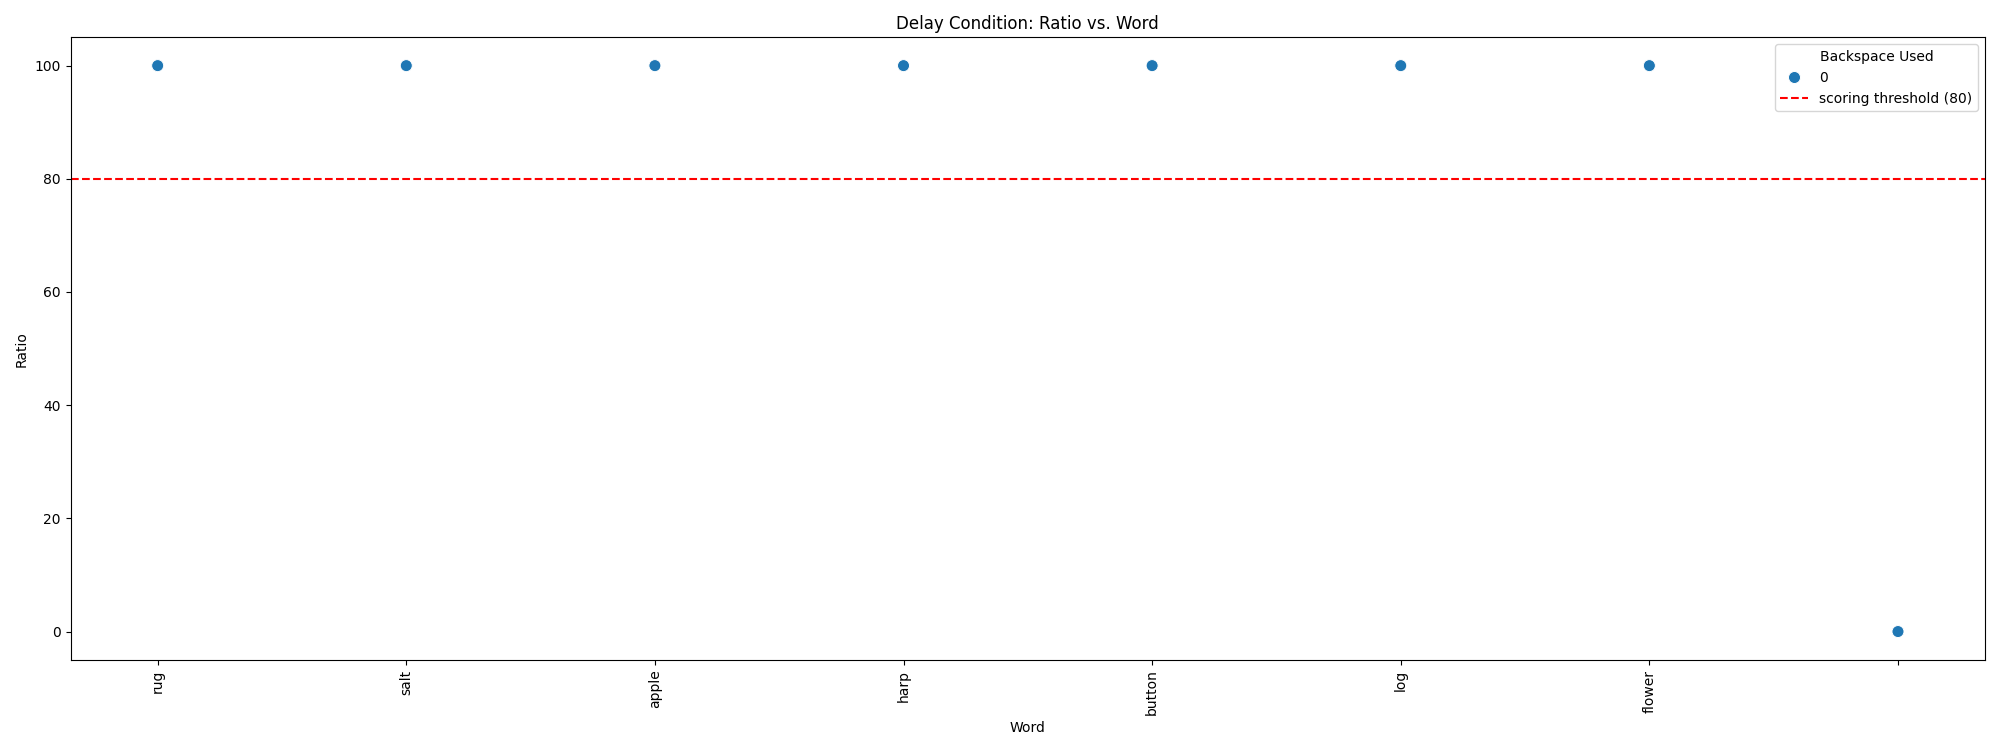 Delay Condition: Ratio vs. Word
Backspace Used
0
scoring threshold (80)
100
80
60
40
20
0
Ratio
rug
salt
apple
harp
button
log
flower
Word